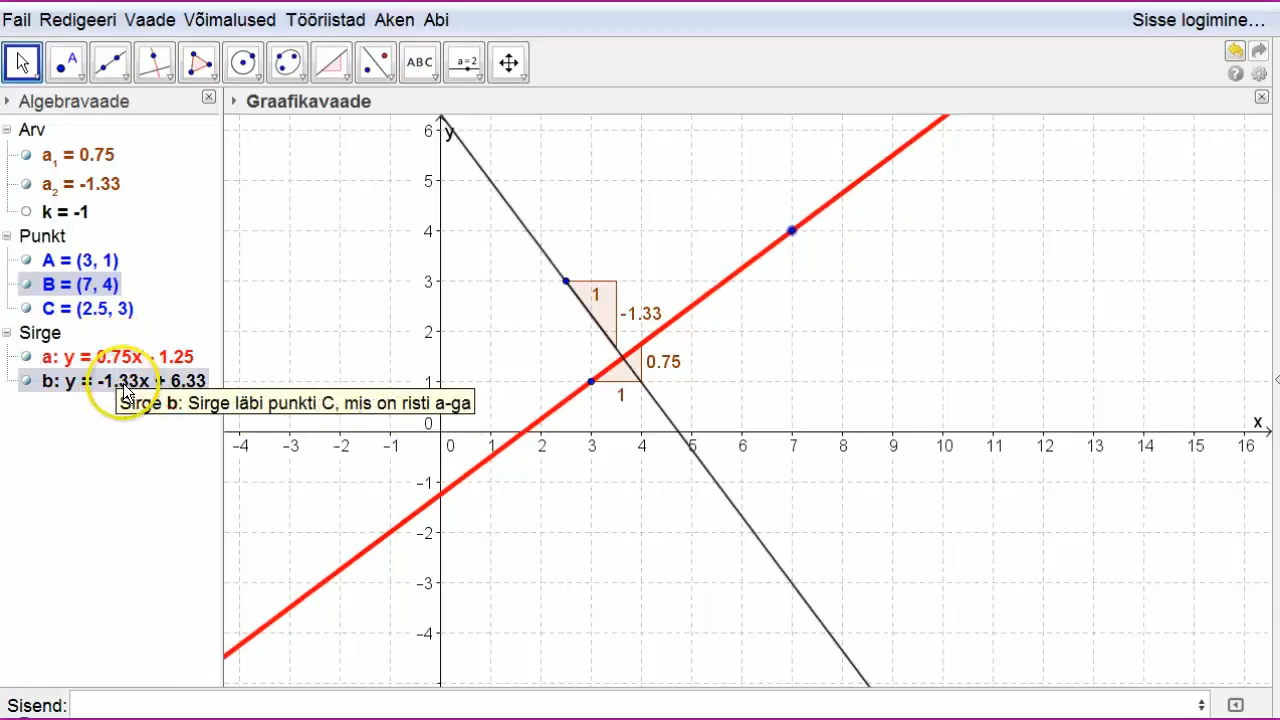 Fail Redigeeri Vaade Võimalused Tööriistad Aken Abi Sisse logimine...
A ABC a=2
Algebravaade Graafikavaade
Arv
a1 = 0.75
a2 = -1.33
k = -1
Punkt
A = (3, 1)
B = (7, 4)
C = (2.5, 3)
Sirge
a: y = 0.75x - 1.25
b: y = -1.33x + 6.33
Sirge b: Sirge läbi punkti C, mis on risti a-ga
y
6
5
4
3
2
1
0
-1
-2
-3
-4
1
-1.33
0.75
1
x
-4 -3 -2 -1 0 1 2 3 4 5 6 7 8 9 10 11 12 13 14 15 16
Sisend: